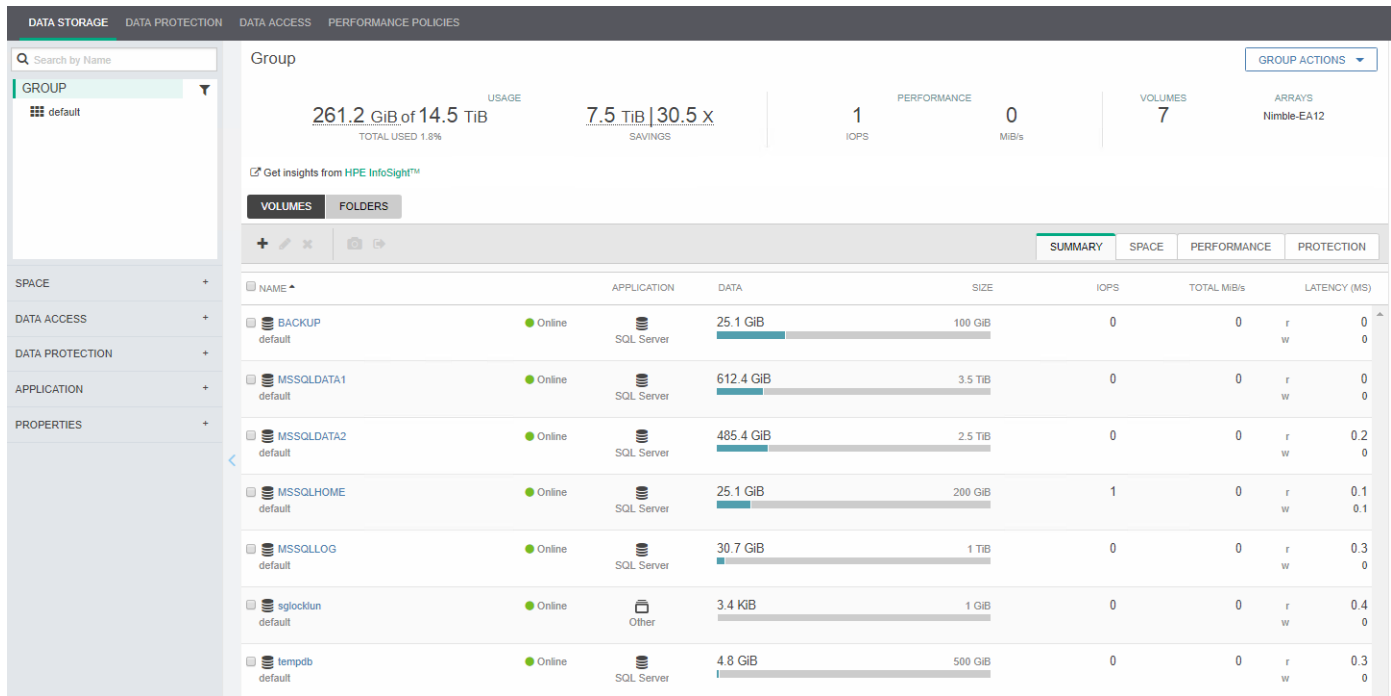 DATA STORAGE DATA PROTECTION DATA ACCESS PERFORMANCE POLICIES
Search by Name
GROUP
default
SPACE +
DATA ACCESS +
DATA PROTECTION +
APPLICATION +
PROPERTIES +
Group
GROUP ACTIONS
USAGE PERFORMANCE VOLUMES ARRAYS
261.2 GiB of 14.5 TiB 7.5 TiB | 30.5 X 1 0 7 Nimble-EA12
TOTAL USED 1.8% SAVINGS IOPS MiB/s
Get insights from HPE InfoSight™
VOLUMES FOLDERS
SUMMARY SPACE PERFORMANCE PROTECTION
NAME APPLICATION DATA SIZE IOPS TOTAL MiB/s LATENCY (MS)
BACKUP Online 25.1 GiB 100 GiB 0 0 r 0
default SQL Server w 0
MSSQLDATA1 Online 612.4 GiB 3.5 TiB 0 0 r 0
default SQL Server w 0
MSSQLDATA2 Online 485.4 GiB 2.5 TiB 0 0 r 0.2
default SQL Server w 0
MSSQLHOME Online 25.1 GiB 200 GiB 1 0 r 0.1
default SQL Server w 0.1
MSSQLLOG Online 30.7 GiB 1 TiB 0 0 r 0.3
default SQL Server w 0
sglocklun Online 3.4 KiB 1 GiB 0 0 r 0.4
default Other w 0
tempdb Online 4.8 GiB 500 GiB 0 0 r 0.3
default SQL Server w 0